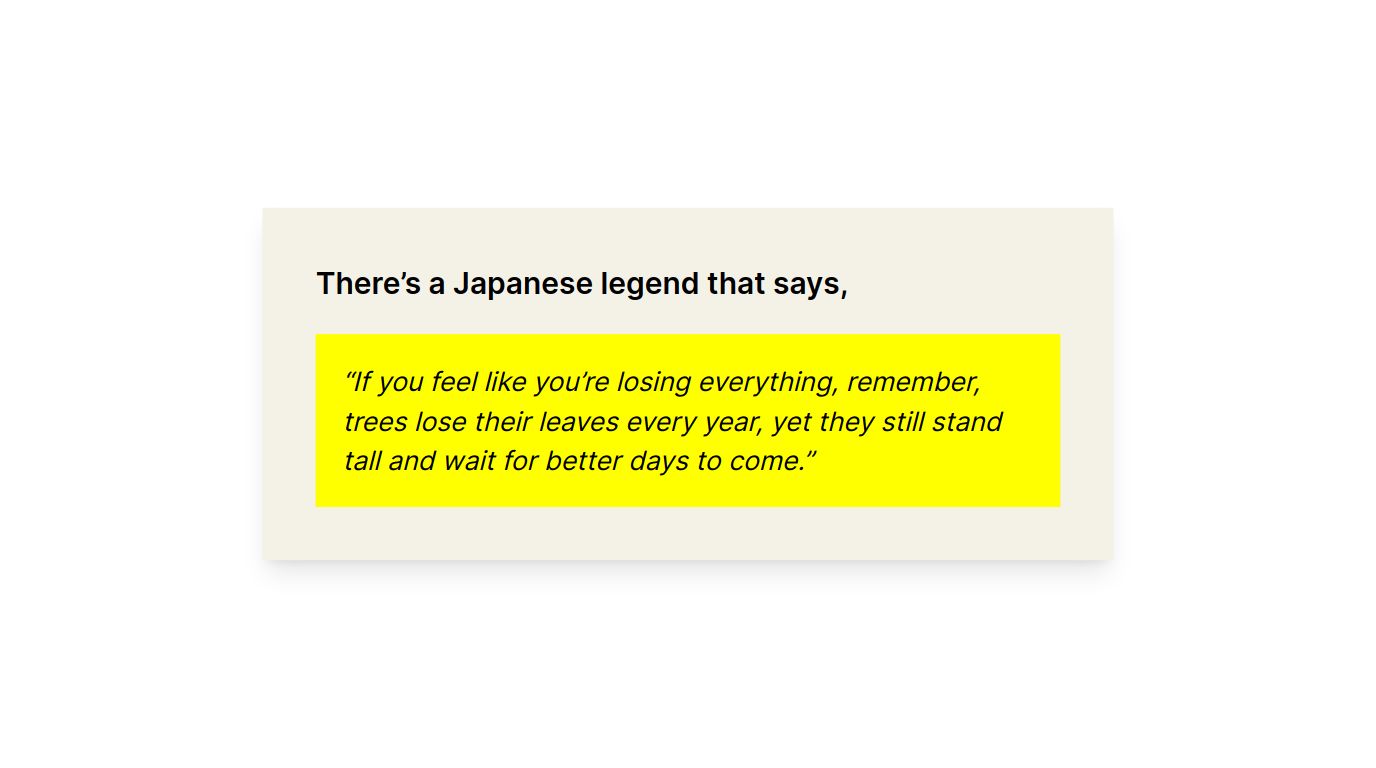 There’s a Japanese legend that says,
“If you feel like you’re losing everything, remember,
trees lose their leaves every year, yet they still stand
tall and wait for better days to come.”